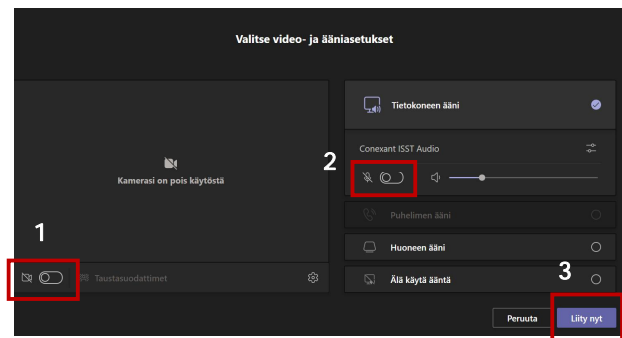 Valitse video- ja ääniasetukset
Tietokoneen ääni
Conexant ISST Audio
2
Kamerasi on pois käytöstä
Puhelimen ääni
1
Huoneen ääni
Taustasuodattimet
Älä käytä ääntä
3
Peruuta
Liity nyt